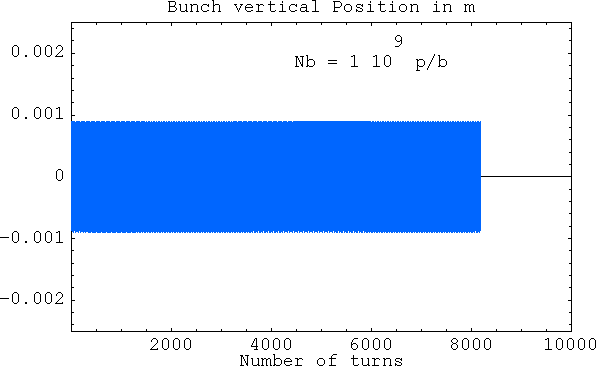 Bunch vertical Position in m
9
Nb = 1 10 p/b
0.002
0.001
0
−0.001
−0.002
2000 4000 6000 8000 10000
Number of turns